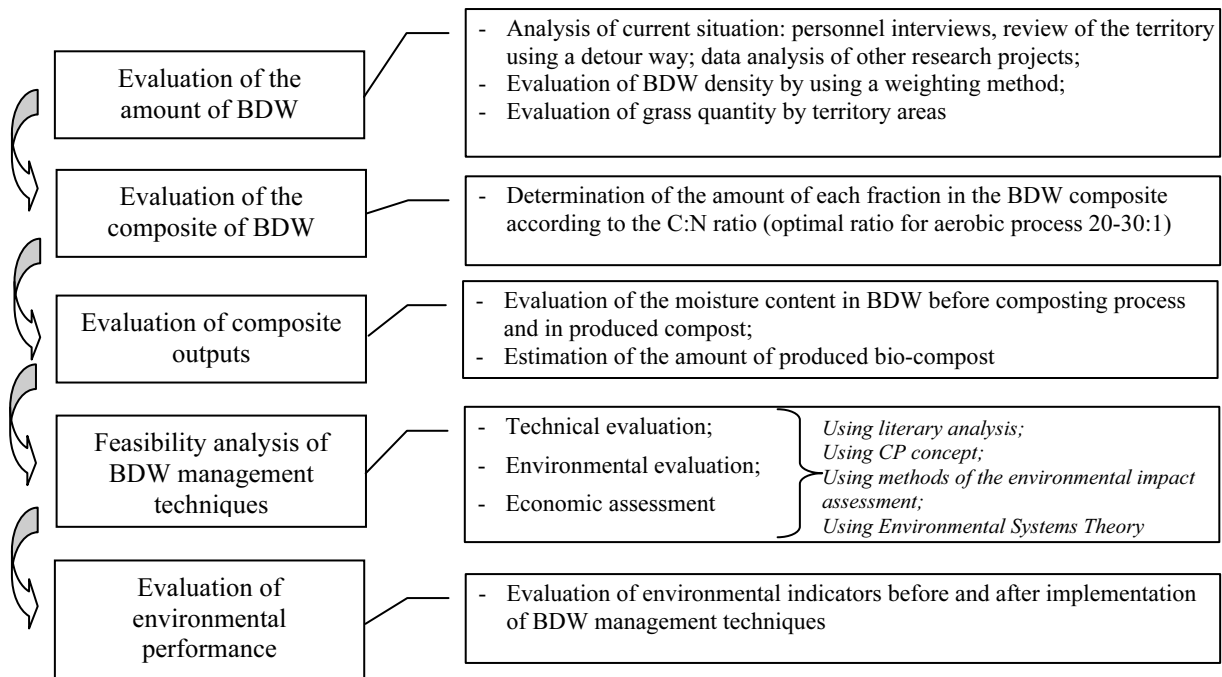 Evaluation of the
amount of BDW
- Analysis of current situation: personnel interviews, review of the territory
using a detour way; data analysis of other research projects;
- Evaluation of BDW density by using a weighting method;
- Evaluation of grass quantity by territory areas
Evaluation of the
composite of BDW
- Determination of the amount of each fraction in the BDW composite
according to the C:N ratio (optimal ratio for aerobic process 20-30:1)
Evaluation of composite
outputs
- Evaluation of the moisture content in BDW before composting process
and in produced compost;
- Estimation of the amount of produced bio-compost
Feasibility analysis of
BDW management
techniques
- Technical evaluation;
- Environmental evaluation;
- Economic assessment
Using literary analysis;
Using CP concept;
Using methods of the environmental impact
assessment;
Using Environmental Systems Theory
Evaluation of
environmental
performance
- Evaluation of environmental indicators before and after implementation
of BDW management techniques